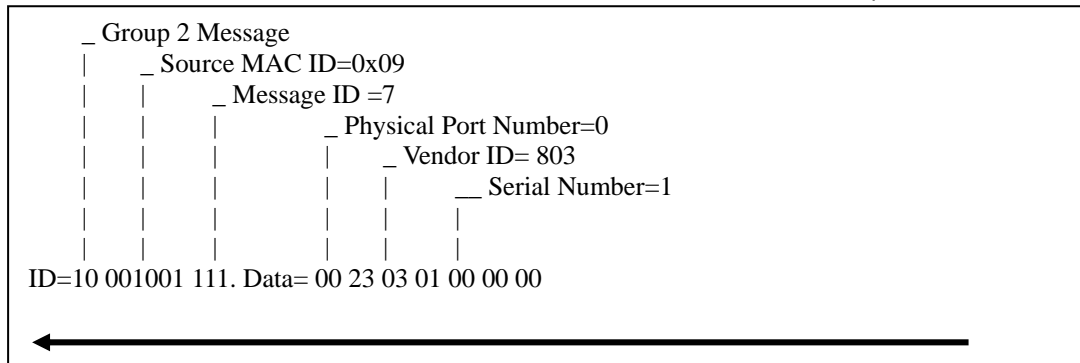 _ Group 2 Message
| _ Source MAC ID=0x09
| | _ Message ID =7
| | | _ Physical Port Number=0
| | | | _ Vendor ID= 803
| | | | | __ Serial Number=1
| | | | | |
| | | | | |
ID=10 001001 111. Data= 00 23 03 01 00 00 00